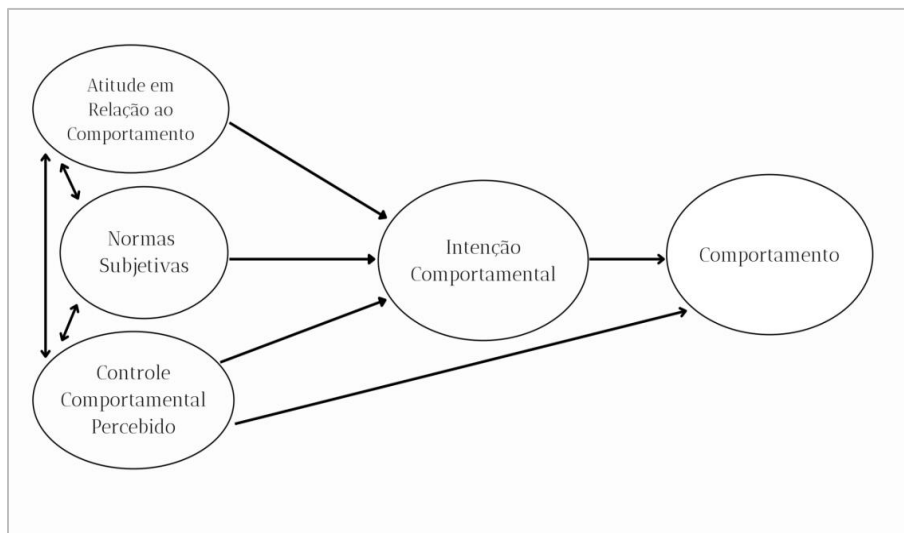 Atitude em
Relação ao
Comportamento
Normas
Subjetivas
Controle
Comportamental
Percebido
Intenção
Comportamental
Comportamento